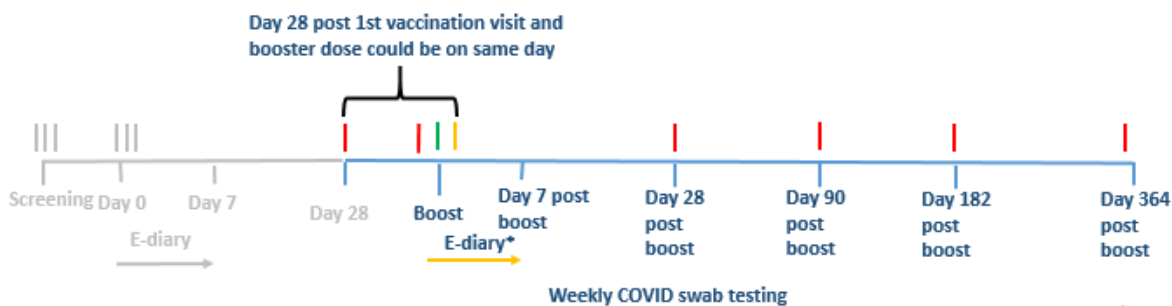 Day 28 post 1st vaccination visit and
booster dose could be on same day
Screening
Day 0
Day 7
Day 28
Boost
Day 7 post
boost
Day 28
post
boost
Day 90
post
boost
Day 182
post
boost
Day 364
post
boost
E-diary
E-diary*
Weekly COVID swab testing